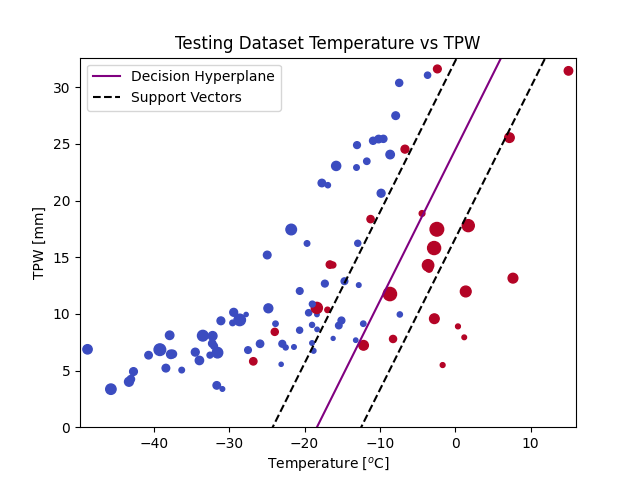 Testing Dataset Temperature vs TPW
Decision Hyperplane
Support Vectors
TPW [mm]
30
25
20
15
10
5
0
−40
−30
−20
−10
0
10
Temperature [°C]